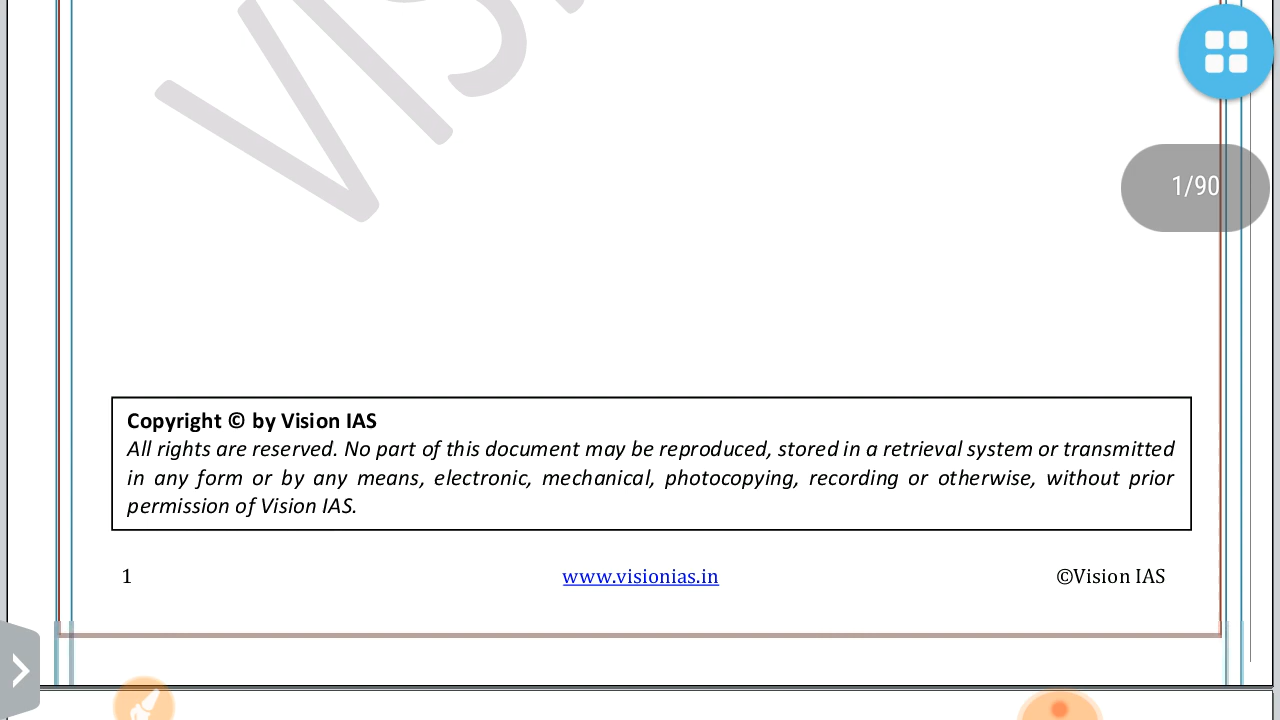 VIS
1/90
Copyright © by Vision IAS
All rights are reserved. No part of this document may be reproduced, stored in a retrieval system or transmitted
in any form or by any means, electronic, mechanical, photocopying, recording or otherwise, without prior
permission of Vision IAS.
1 www.visionias.in ©Vision IAS